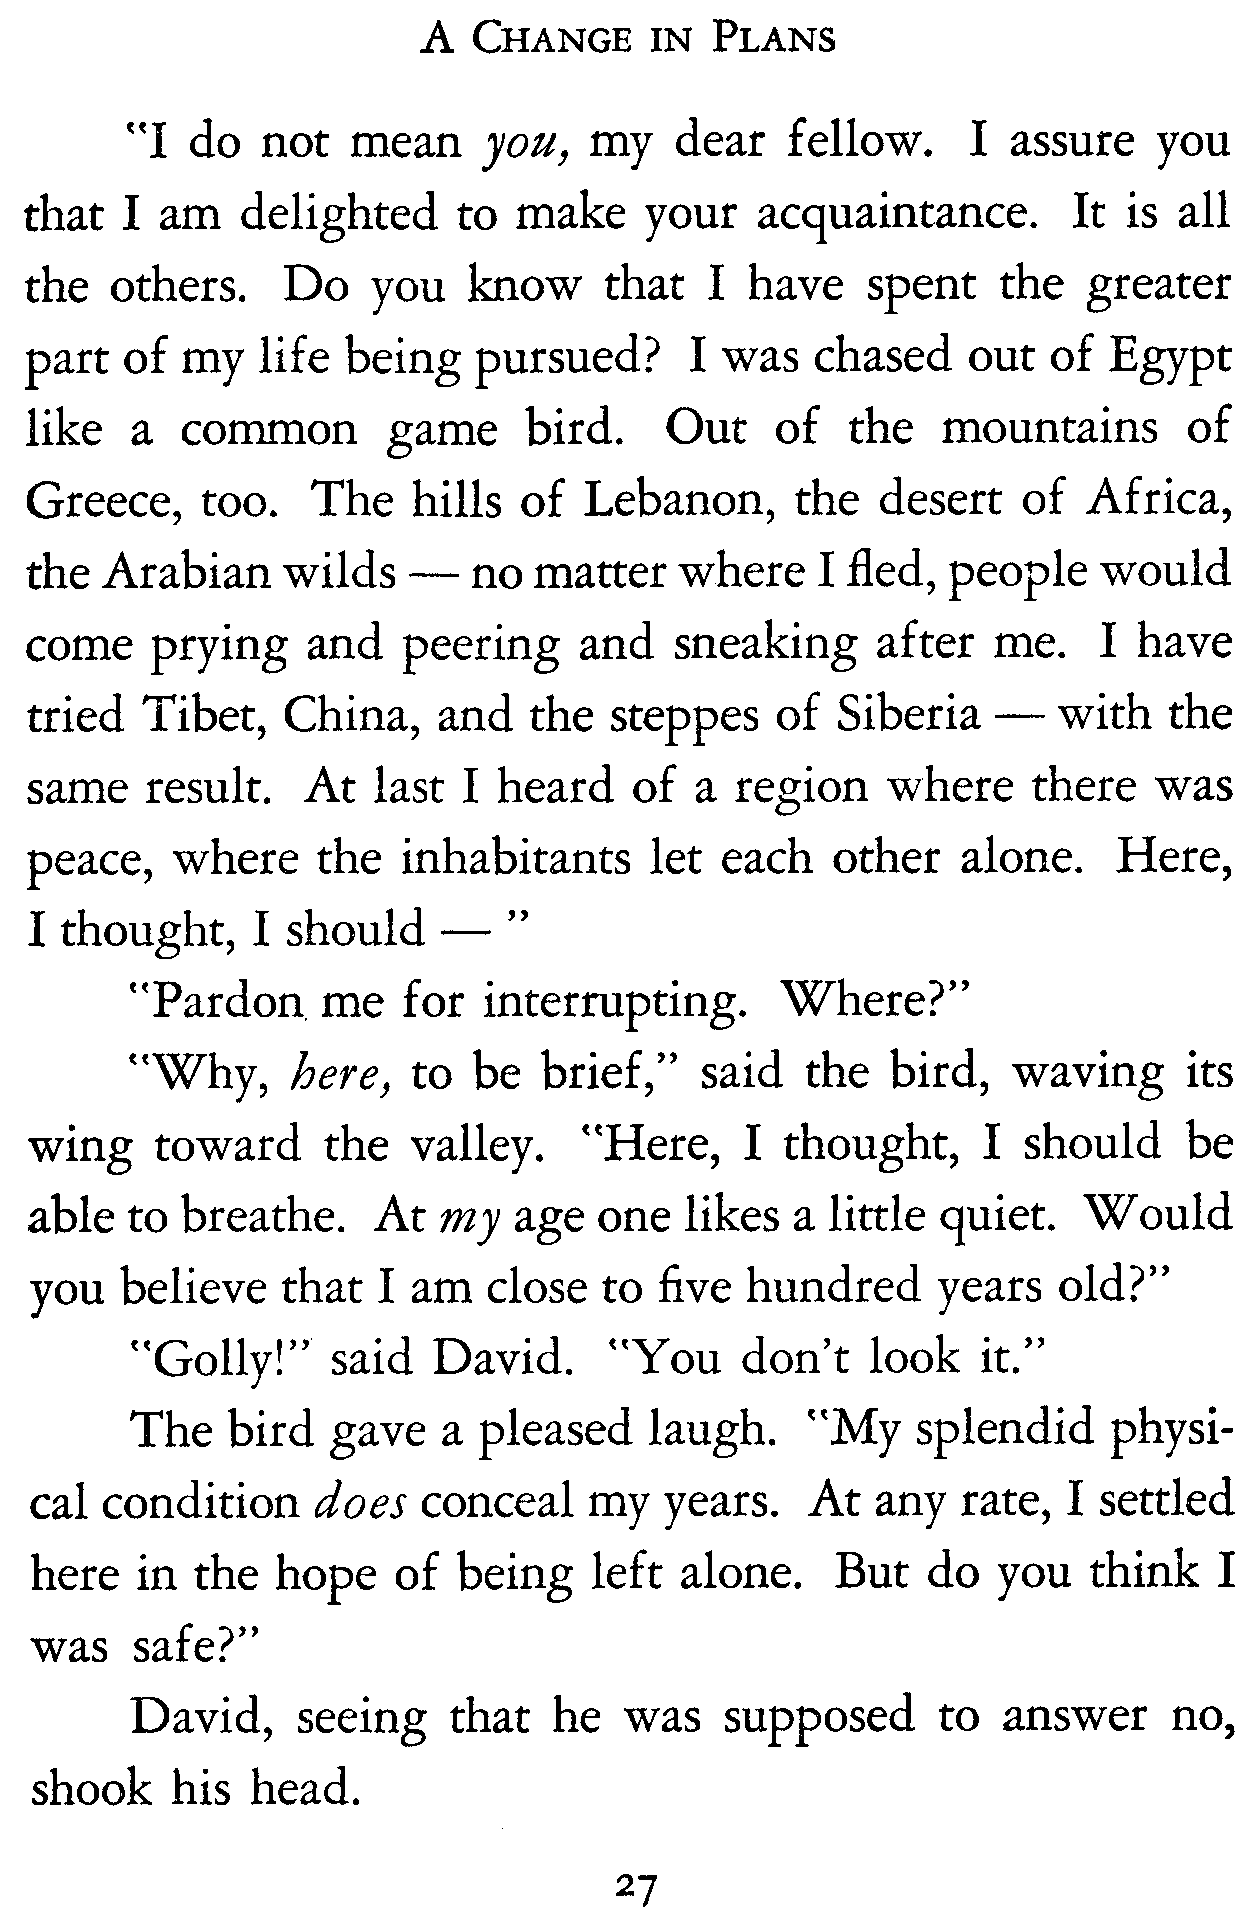 A CHANGE IN PLANS
"I do not mean you, my dear fellow. I assure you
that I am delighted to make your acquaintance. It is all
the others. Do you know that I have spent the greater
part of my life being pursued? I was chased out of Egypt
like a common game bird. Out of the mountains of
Greece, too. The hills of Lebanon, the desert of Africa,
the Arabian wilds — no matter where I fled, people would
come prying and peering and sneaking after me. I have
tried Tibet, China, and the steppes of Siberia — with the
same result. At last I heard of a region where there was
peace, where the inhabitants let each other alone. Here,
I thought, I should — "
"Pardon me for interrupting. Where?"
"Why, here, to be brief," said the bird, waving its
wing toward the valley. "Here, I thought, I should be
able to breathe. At my age one likes a little quiet. Would
you believe that I am close to five hundred years old?"
"Golly!" said David. "You don't look it."
The bird gave a pleased laugh. "My splendid physi-
cal condition does conceal my years. At any rate, I settled
here in the hope of being left alone. But do you think I
was safe?"
David, seeing that he was supposed to answer no,
shook his head.
27